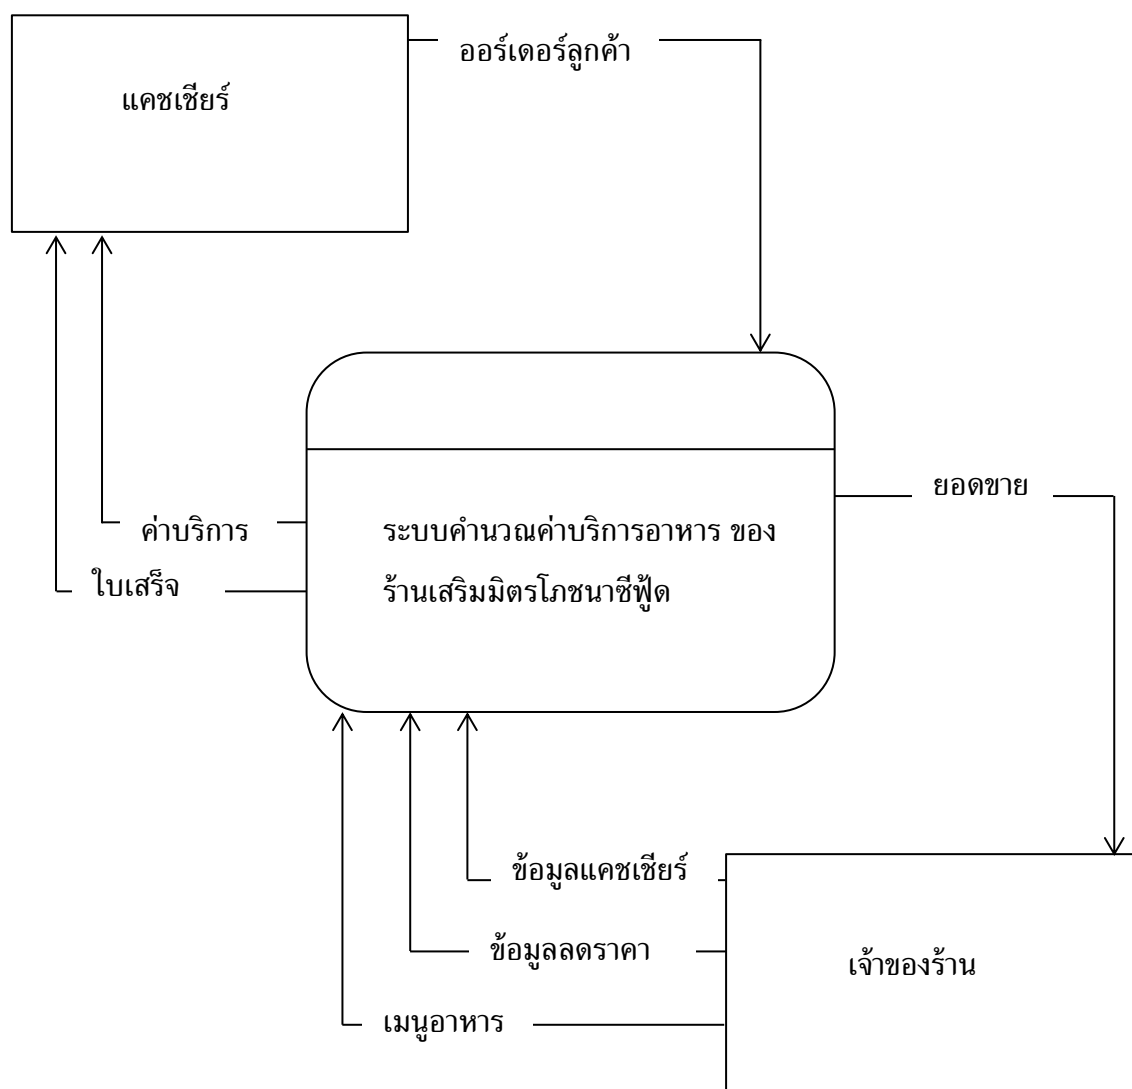 ออร์เดอร์ลูกค้า
แคชเชียร์
ยอดขาย
ค่าบริการ
ใบเสร็จ
ระบบคำนวณค่าบริการอาหาร ของ
ร้านเสริมมิตรโภชนาซีฟู้ด
ข้อมูลแคชเชียร์
ข้อมูลลดราคา
เจ้าของร้าน
เมนูอาหาร